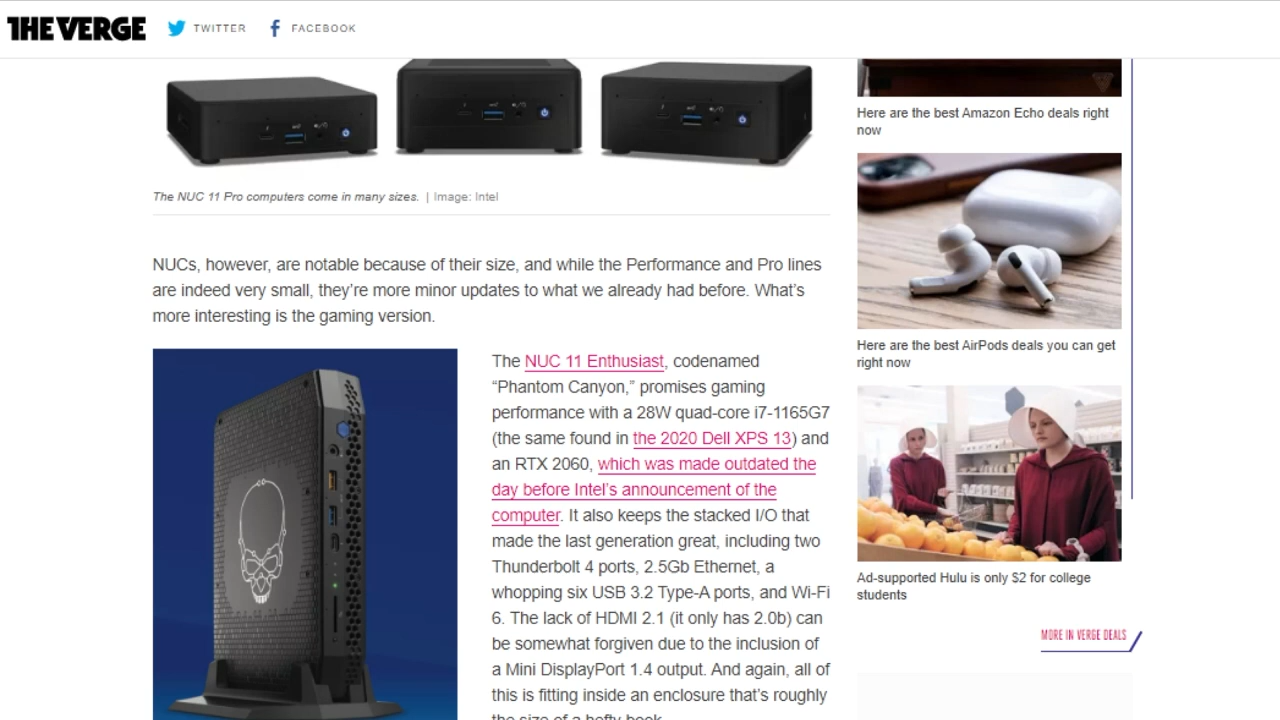 THE VERGE
TWITTER
FACEBOOK
The NUC 11 Pro computers come in many sizes. | Image: Intel
NUCs, however, are notable because of their size, and while the Performance and Pro lines
are indeed very small, they’re more minor updates to what we already had before. What’s
more interesting is the gaming version.
The NUC 11 Enthusiast, codenamed
“Phantom Canyon,” promises gaming
performance with a 28W quad-core i7-1165G7
(the same found in the 2020 Dell XPS 13) and
an RTX 2060, which was made outdated the
day before Intel’s announcement of the
computer. It also keeps the stacked I/O that
made the last generation great, including two
Thunderbolt 4 ports, 2.5Gb Ethernet, a
whopping six USB 3.2 Type-A ports, and Wi-Fi
6. The lack of HDMI 2.1 (it only has 2.0b) can
be somewhat forgiven due to the inclusion of
a Mini DisplayPort 1.4 output. And again, all of
this is fitting inside an enclosure that’s roughly
the size of a hefty book.
Here are the best Amazon Echo deals right
now
Here are the best AirPods deals you can get
right now
Ad-supported Hulu is only $2 for college
students
MORE IN VERGE DEALS